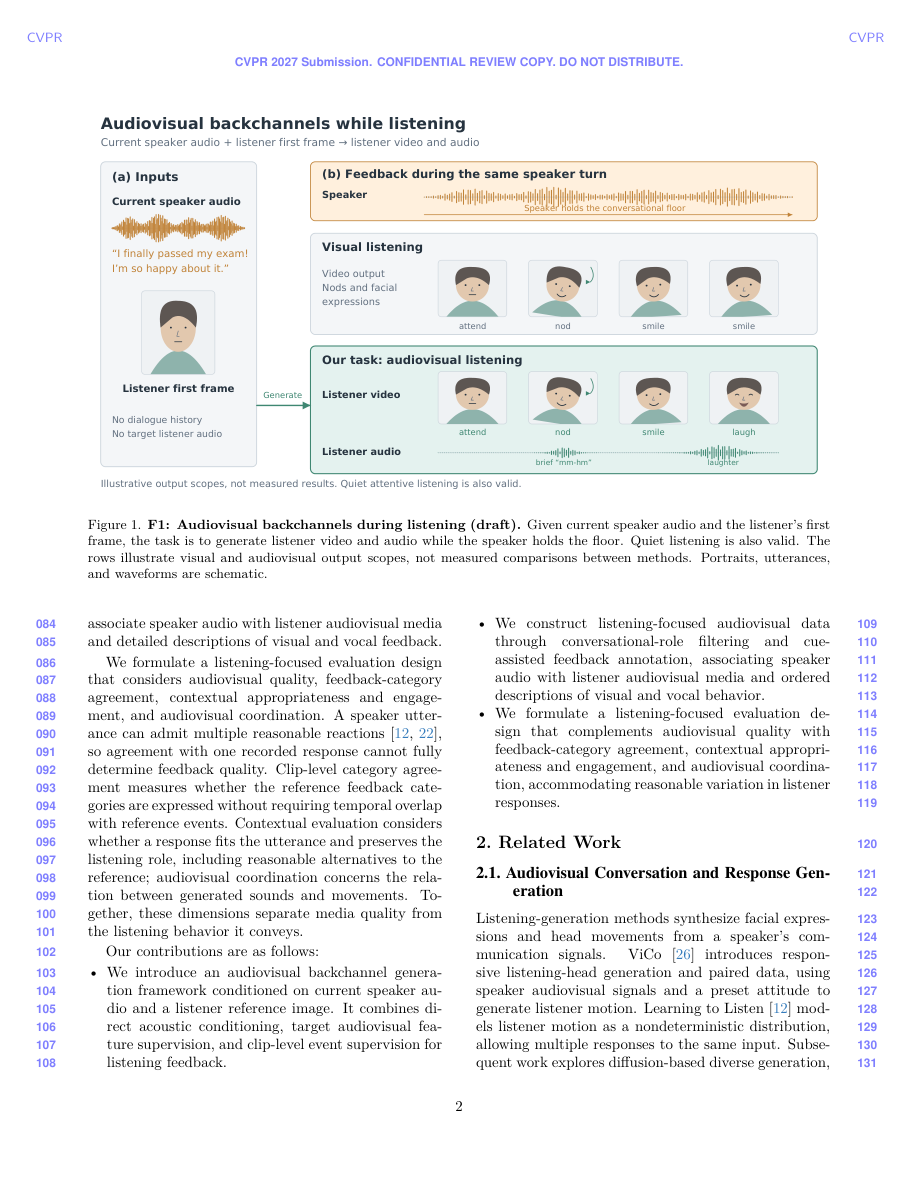 CVPR
CVPR
CVPR 2027 Submission. CONFIDENTIAL REVIEW COPY. DO NOT DISTRIBUTE.
Audiovisual backchannels while listening
Current speaker audio + listener first frame → listener video and audio
(a) Inputs
Current speaker audio
“I finally passed my exam!
I’m so happy about it.”
Listener first frame
No dialogue history
No target listener audio
Generate
(b) Feedback during the same speaker turn
Speaker
Speaker holds the conversational floor
Visual listening
Video output
Nods and facial
expressions
attend nod smile smile
Our task: audiovisual listening
Listener video
attend nod smile laugh
Listener audio
brief “mm-hm” laughter
Illustrative output scopes, not measured results. Quiet attentive listening is also valid.
Figure 1. F1: Audiovisual backchannels during listening (draft). Given current speaker audio and the listener’s first
frame, the task is to generate listener video and audio while the speaker holds the floor. Quiet listening is also valid. The
rows illustrate visual and audiovisual output scopes, not measured comparisons between methods. Portraits, utterances,
and waveforms are schematic.
084 associate speaker audio with listener audiovisual media
085 and detailed descriptions of visual and vocal feedback.
086 We formulate a listening-focused evaluation design
087 that considers audiovisual quality, feedback-category
088 agreement, contextual appropriateness and engage-
089 ment, and audiovisual coordination. A speaker utter-
090 ance can admit multiple reasonable reactions [12, 22],
091 so agreement with one recorded response cannot fully
092 determine feedback quality. Clip-level category agree-
093 ment measures whether the reference feedback cate-
094 gories are expressed without requiring temporal overlap
095 with reference events. Contextual evaluation considers
096 whether a response fits the utterance and preserves the
097 listening role, including reasonable alternatives to the
098 reference; audiovisual coordination concerns the rela-
099 tion between generated sounds and movements. To-
100 gether, these dimensions separate media quality from
101 the listening behavior it conveys.
102 Our contributions are as follows:
103 • We introduce an audiovisual backchannel genera-
104 tion framework conditioned on current speaker au-
105 dio and a listener reference image. It combines di-
106 rect acoustic conditioning, target audiovisual fea-
107 ture supervision, and clip-level event supervision for
108 listening feedback.
• We construct listening-focused audiovisual data 109
through conversational-role filtering and cue- 110
assisted feedback annotation, associating speaker 111
audio with listener audiovisual media and ordered 112
descriptions of visual and vocal behavior. 113
• We formulate a listening-focused evaluation de- 114
sign that complements audiovisual quality with 115
feedback-category agreement, contextual appropri- 116
ateness and engagement, and audiovisual coordina- 117
tion, accommodating reasonable variation in listener 118
responses. 119
2. Related Work 120
2.1. Audiovisual Conversation and Response Gen- 121
eration 122
Listening-generation methods synthesize facial expres- 123
sions and head movements from a speaker’s com- 124
munication signals. ViCo [26] introduces respon- 125
sive listening-head generation and paired data, using 126
speaker audiovisual signals and a preset attitude to 127
generate listener motion. Learning to Listen [12] mod- 128
els listener motion as a nondeterministic distribution, 129
allowing multiple responses to the same input. Subse- 130
quent work explores diffusion-based diverse generation, 131
2